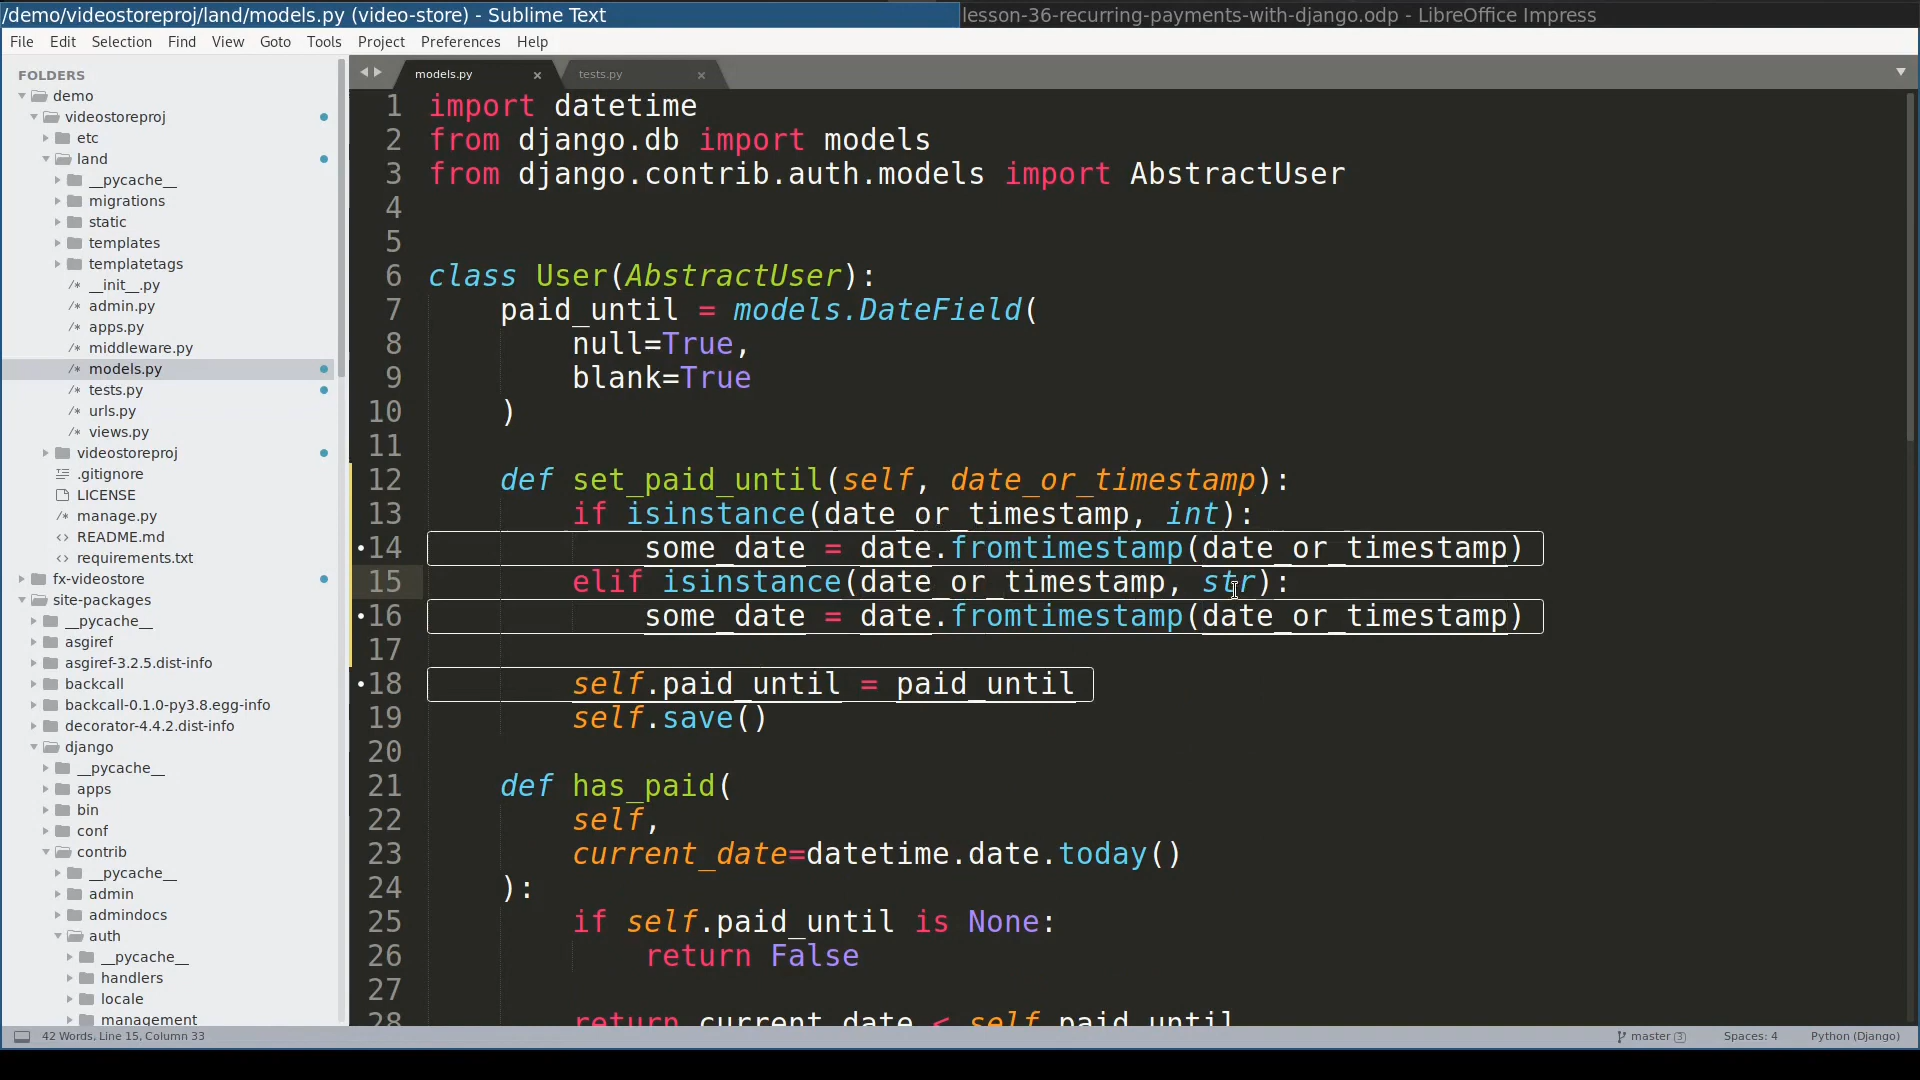 /demo/videostoreproj/land/models.py (video-store) - Sublime Text
lesson-36-recurring-payments-with-django.odp - LibreOffice Impress
File Edit Selection Find View Goto Tools Project Preferences Help
FOLDERS
demo
videostoreproj
etc
land
__pycache__
migrations
static
templates
templatetags
/* __init__.py
/* admin.py
/* apps.py
/* middleware.py
/* models.py
/* tests.py
/* urls.py
/* views.py
videostoreproj
.gitignore
LICENSE
/* manage.py
<> README.md
<> requirements.txt
fx-videostore
site-packages
__pycache__
asgiref
asgiref-3.2.5.dist-info
backcall
backcall-0.1.0-py3.8.egg-info
decorator-4.4.2.dist-info
django
__pycache__
apps
bin
conf
contrib
__pycache__
admin
admindocs
auth
__pycache__
handlers
locale
management
models.py × tests.py ×
1 import datetime
2 from django.db import models
3 from django.contrib.auth.models import AbstractUser
4
5
6 class User(AbstractUser):
7     paid_until = models.DateField(
8         null=True,
9         blank=True
10     )
11
12     def set_paid_until(self, date_or_timestamp):
13         if isinstance(date_or_timestamp, int):
14             some_date = date.fromtimestamp(date_or_timestamp)
15         elif isinstance(date_or_timestamp, str):
16             some_date = date.fromtimestamp(date_or_timestamp)
17
18         self.paid_until = paid_until
19         self.save()
20
21     def has_paid(
22         self,
23         current_date=datetime.date.today()
24     ):
25         if self.paid_until is None:
26             return False
27
28         return current_date < self.paid_until
42 Words, Line 15, Column 33
master 3 Spaces: 4 Python (Django)